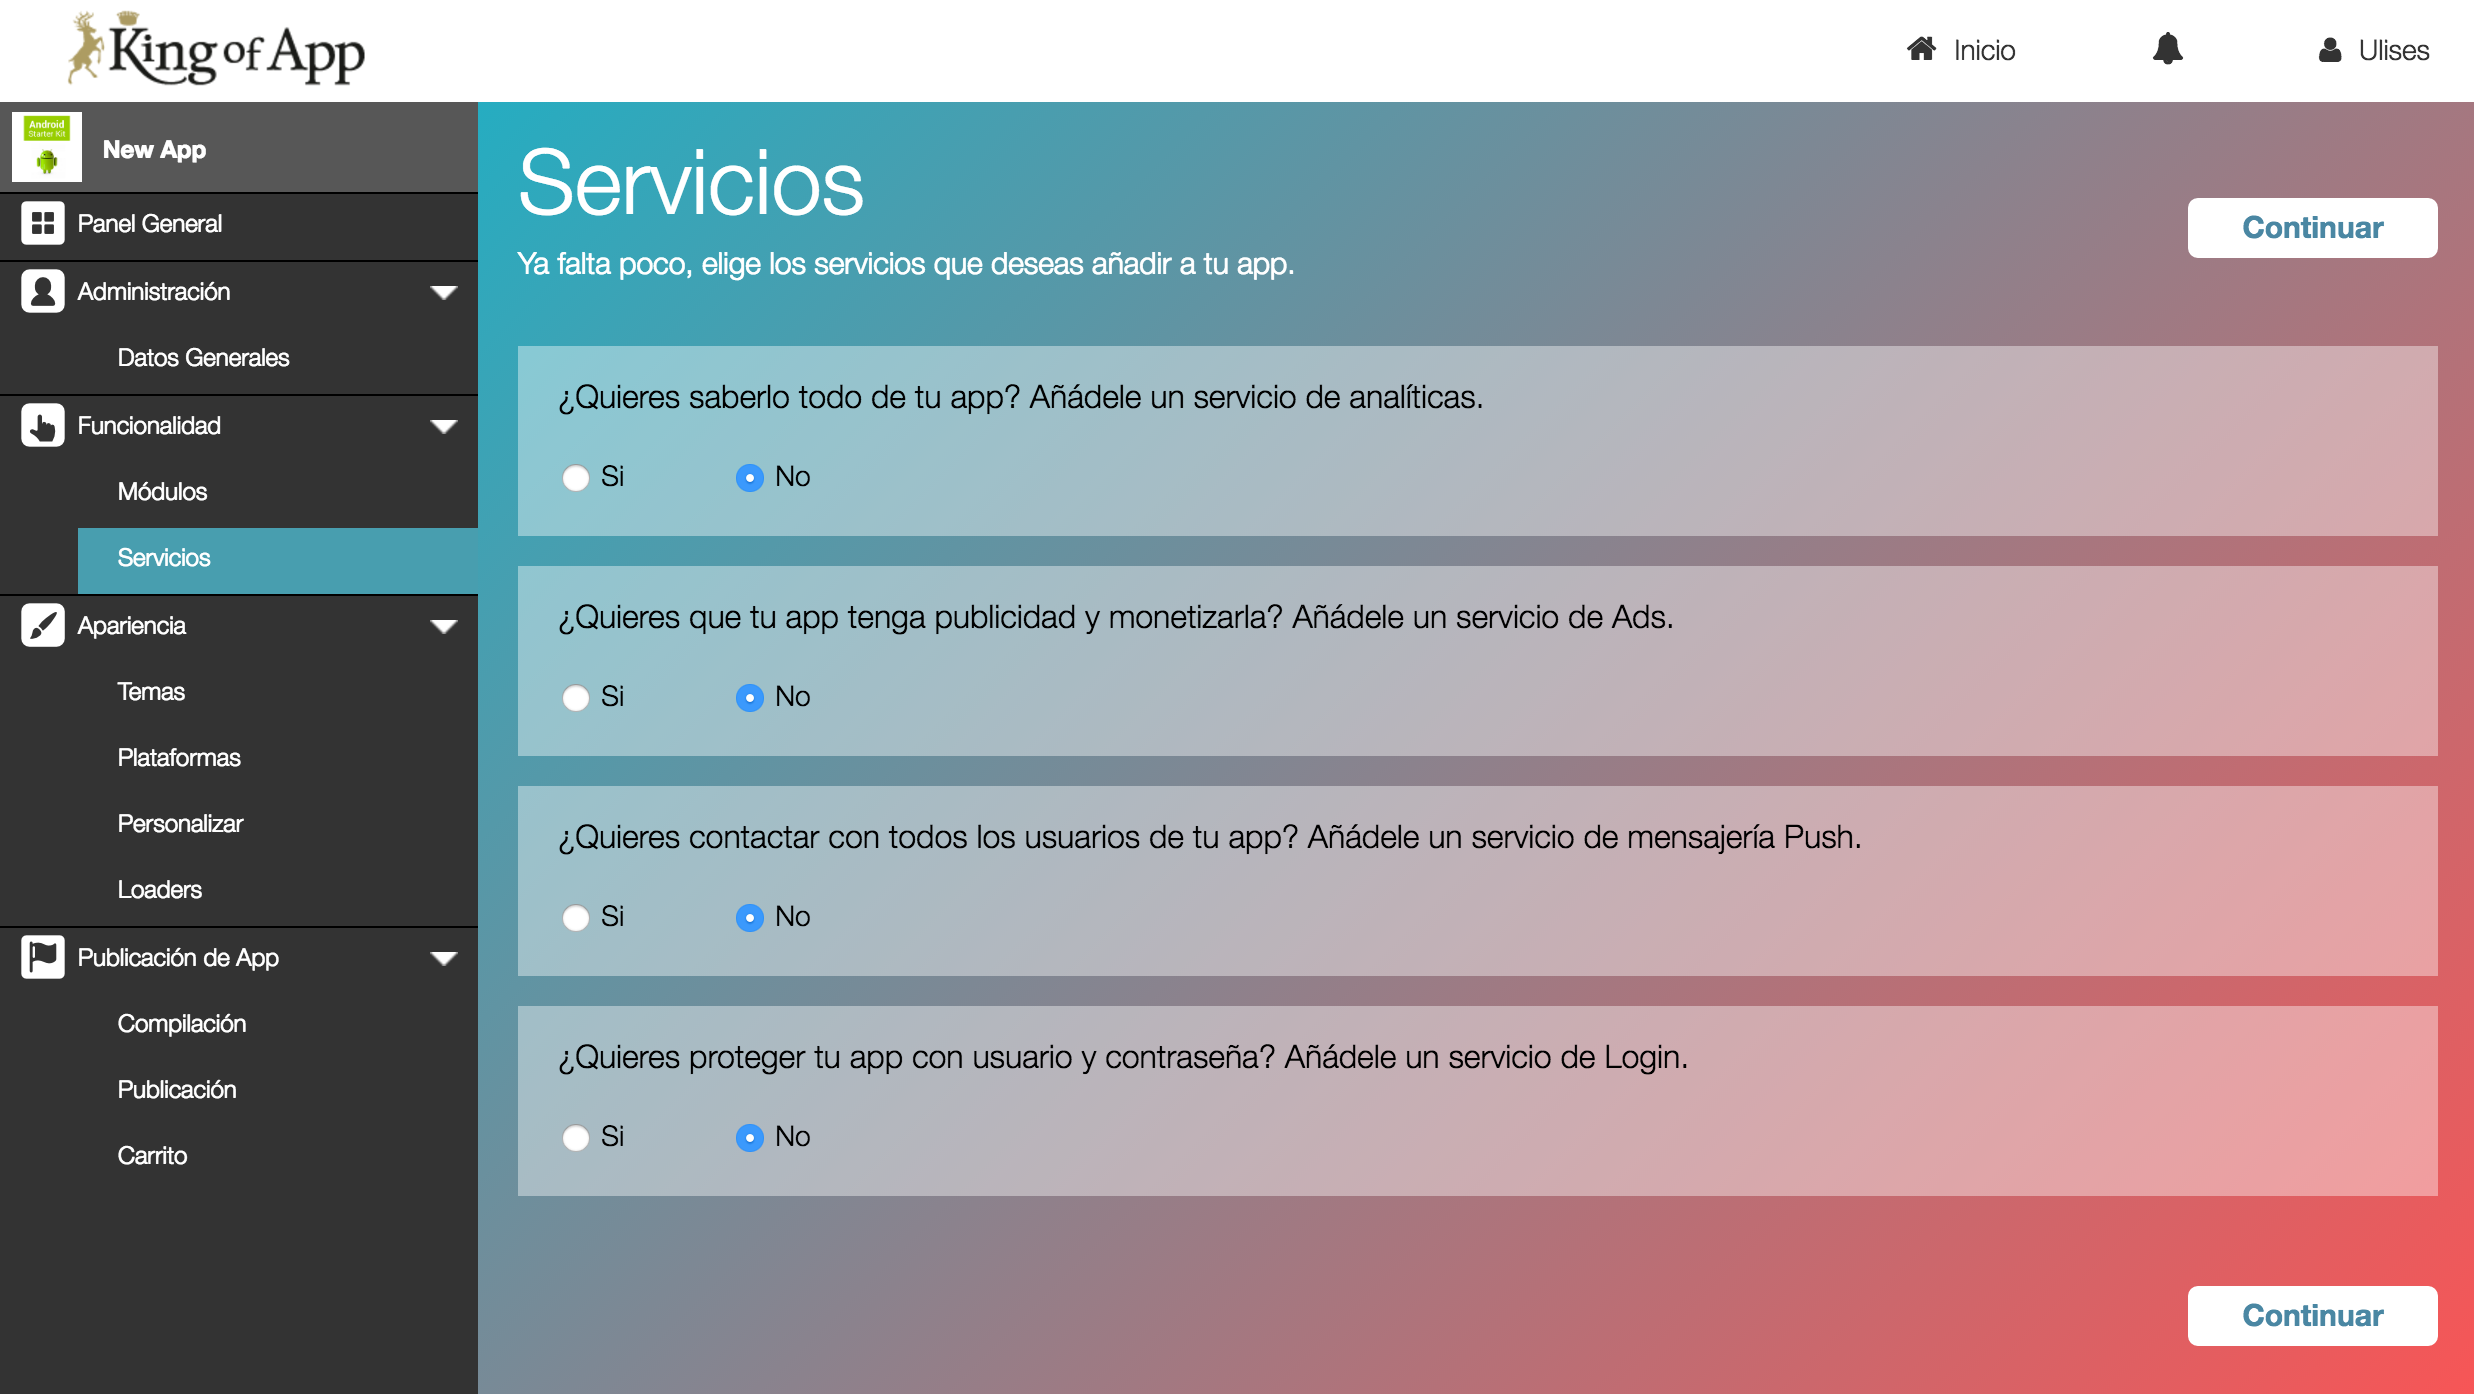 King of App
Inicio
Ulises
Android
Starter Kit
New App
Panel General
Administración
Datos Generales
Funcionalidad
Módulos
Servicios
Apariencia
Temas
Plataformas
Personalizar
Loaders
Publicación de App
Compilación
Publicación
Carrito
Servicios
Ya falta poco, elige los servicios que deseas añadir a tu app.
Continuar
¿Quieres saberlo todo de tu app? Añádele un servicio de analíticas.
Si No
¿Quieres que tu app tenga publicidad y monetizarla? Añádele un servicio de Ads.
Si No
¿Quieres contactar con todos los usuarios de tu app? Añádele un servicio de mensajería Push.
Si No
¿Quieres proteger tu app con usuario y contraseña? Añádele un servicio de Login.
Si No
Continuar